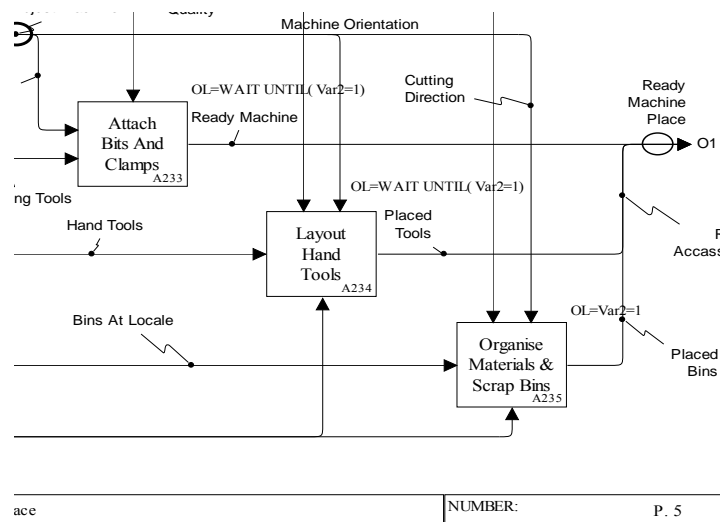 Quality
Machine Orientation
OL=WAIT UNTIL( Var2=1)
Cutting
Direction
Ready
Machine
Place
O1
Attach
Bits And
Clamps
A233
Ready Machine
ng Tools
OL=WAIT UNTIL( Var2=1)
Hand Tools
Layout
Hand
Tools
A234
Placed
Tools
F
Accass
Bins At Locale
OL=Var2=1
Organise
Materials &
Scrap Bins
A235
Placed
Bins
ace
NUMBER:
P. 5